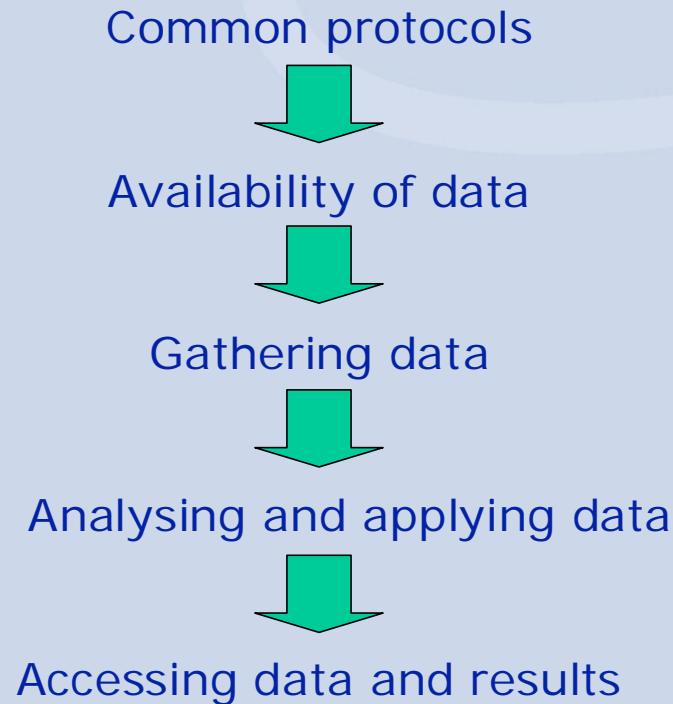 Common protocols
Availability of data
Gathering data
Analysing and applying data
Accessing data and results